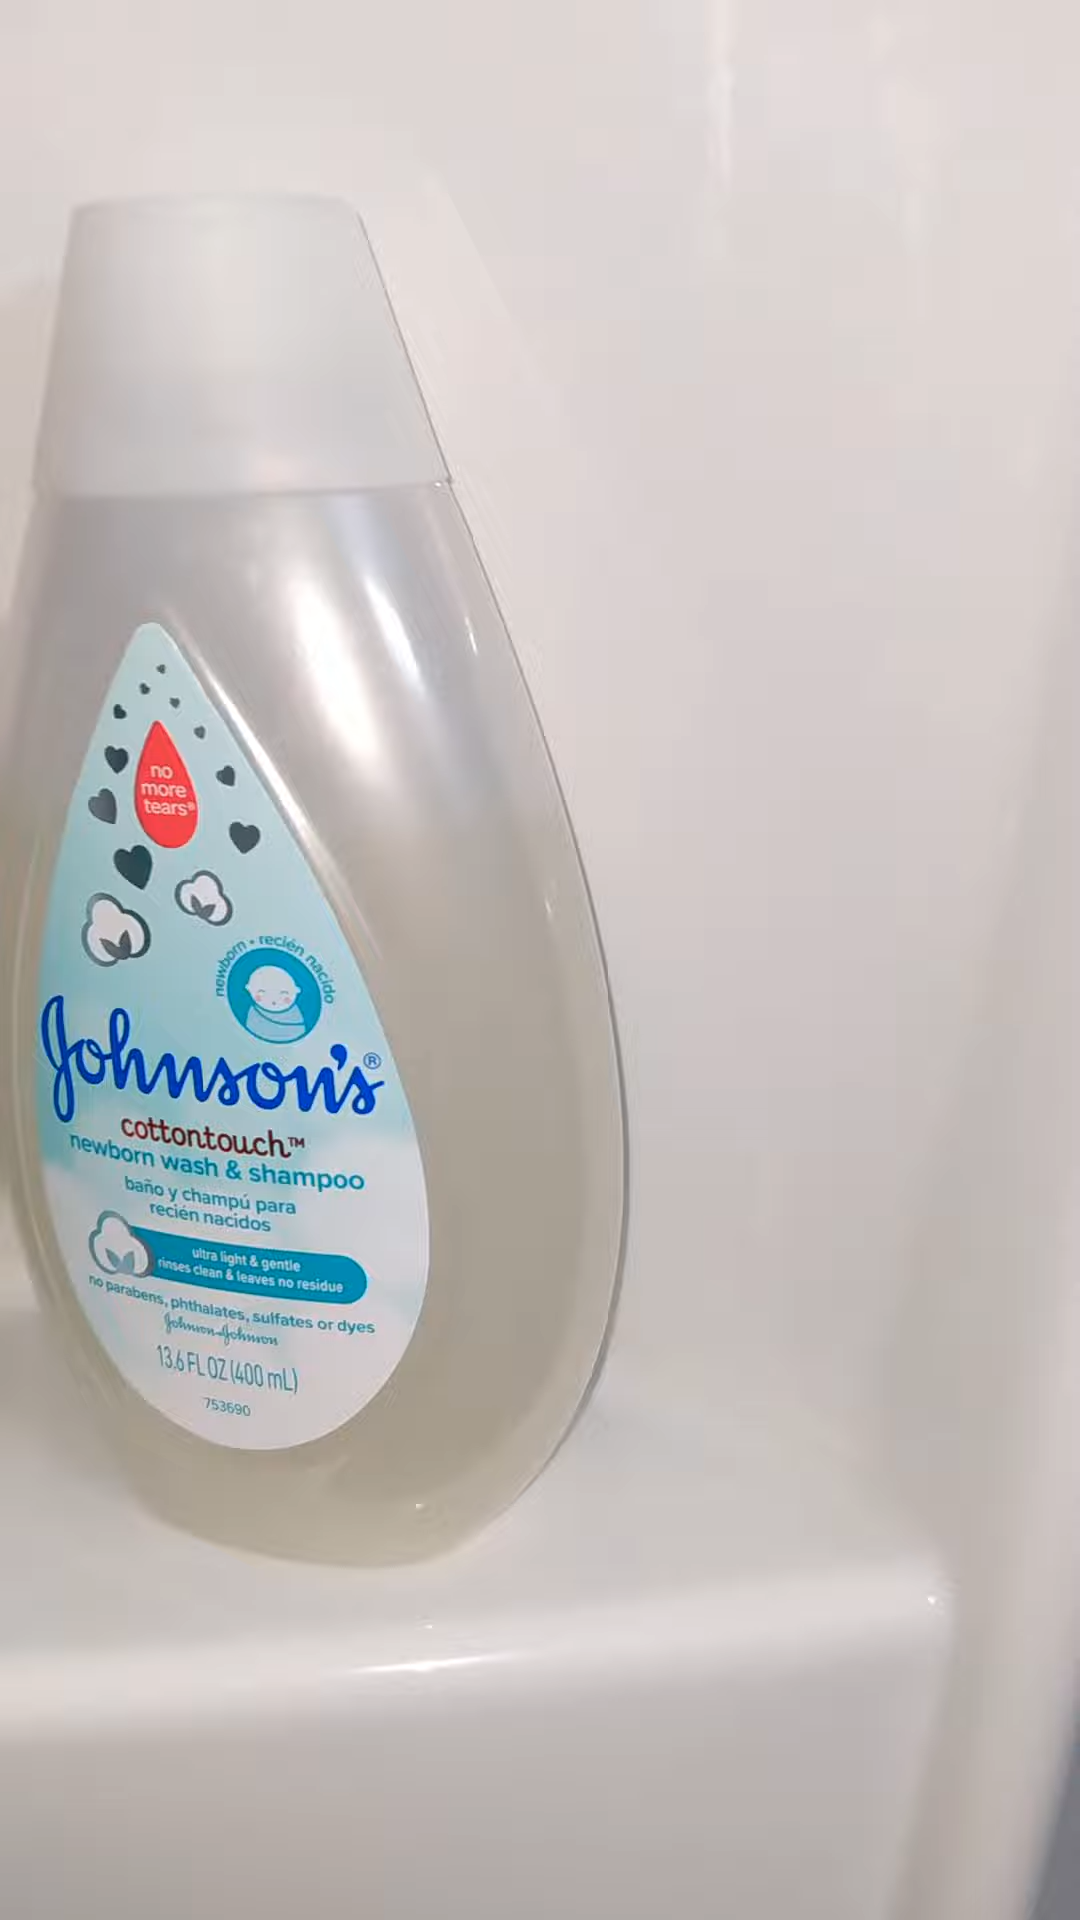 no
more
tears®
newborn • recién nacido
Johnson's®
cottontouch™
newborn wash & shampoo
baño y champú para
recién nacidos
ultra light & gentle
rinses clean & leaves no residue
no parabens, phthalates, sulfates or dyes
Johnson & Johnson
13.6 FL OZ (400 mL)
753690